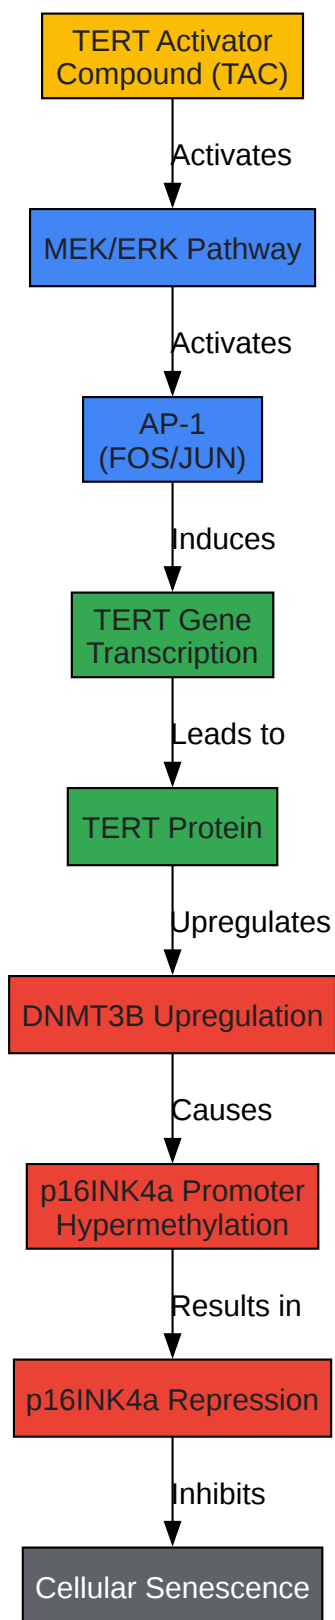 TERT Activator
Compound (TAC)
Activates
MEK/ERK Pathway
Activates
AP-1
(FOS/JUN)
Induces
TERT Gene
Transcription
Leads to
TERT Protein
Upregulates
DNMT3B Upregulation
Causes
p16INK4a Promoter
Hypermethylation
Results in
p16INK4a Repression
Inhibits
Cellular Senescence